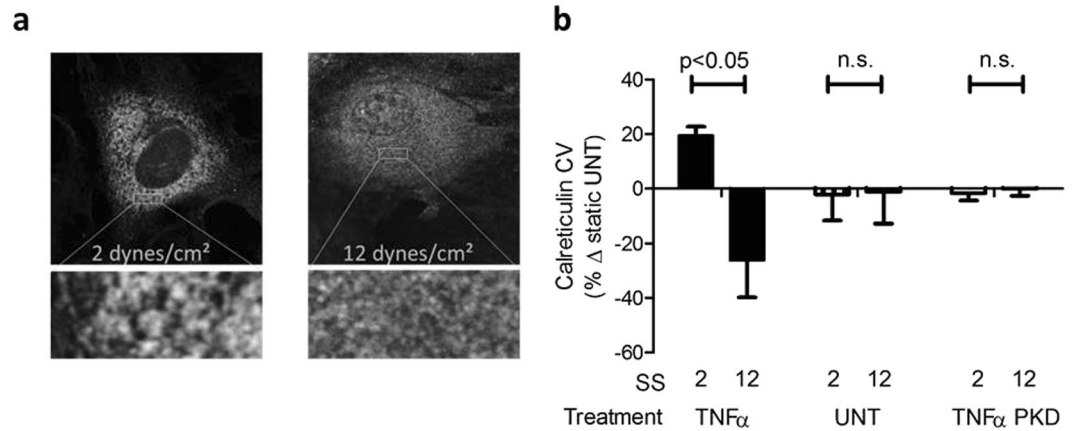 a
2 dynes/cm²
12 dynes/cm²
b
p<0.05
n.s.
n.s.
Calreticulin CV
(% Δ static UNT)
40
20
0
-20
-40
-60
SS 2 12 2 12 2 12
Treatment TNFα UNT TNFα PKD